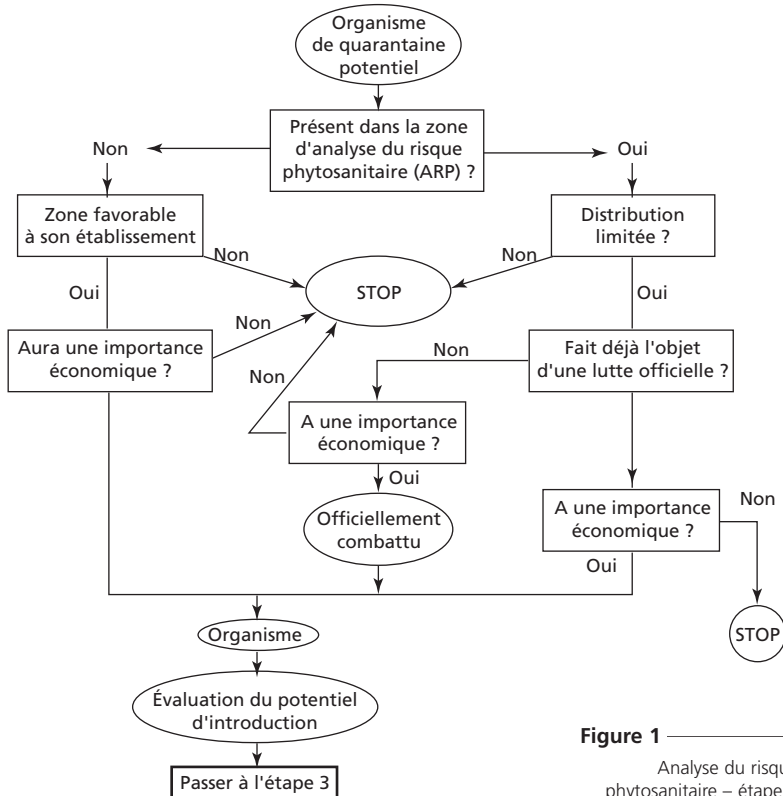 Organisme
de quarantaine
potentiel
Présent dans la zone
d'analyse du risque
phytosanitaire (ARP) ?
Non
Oui
Zone favorable
à son établissement
Distribution
limitée ?
Non
Non
STOP
Oui
Oui
Non
Aura une importance
économique ?
Non
Non
Fait déjà l'objet
d'une lutte officielle ?
A une importance
économique ?
Oui
Officiellement
combattu
A une importance
économique ?
Non
Oui
STOP
Organisme
Évaluation du potentiel
d'introduction
Passer à l'étape 3
Figure 1
Analyse du risqu
phytosanitaire – étape